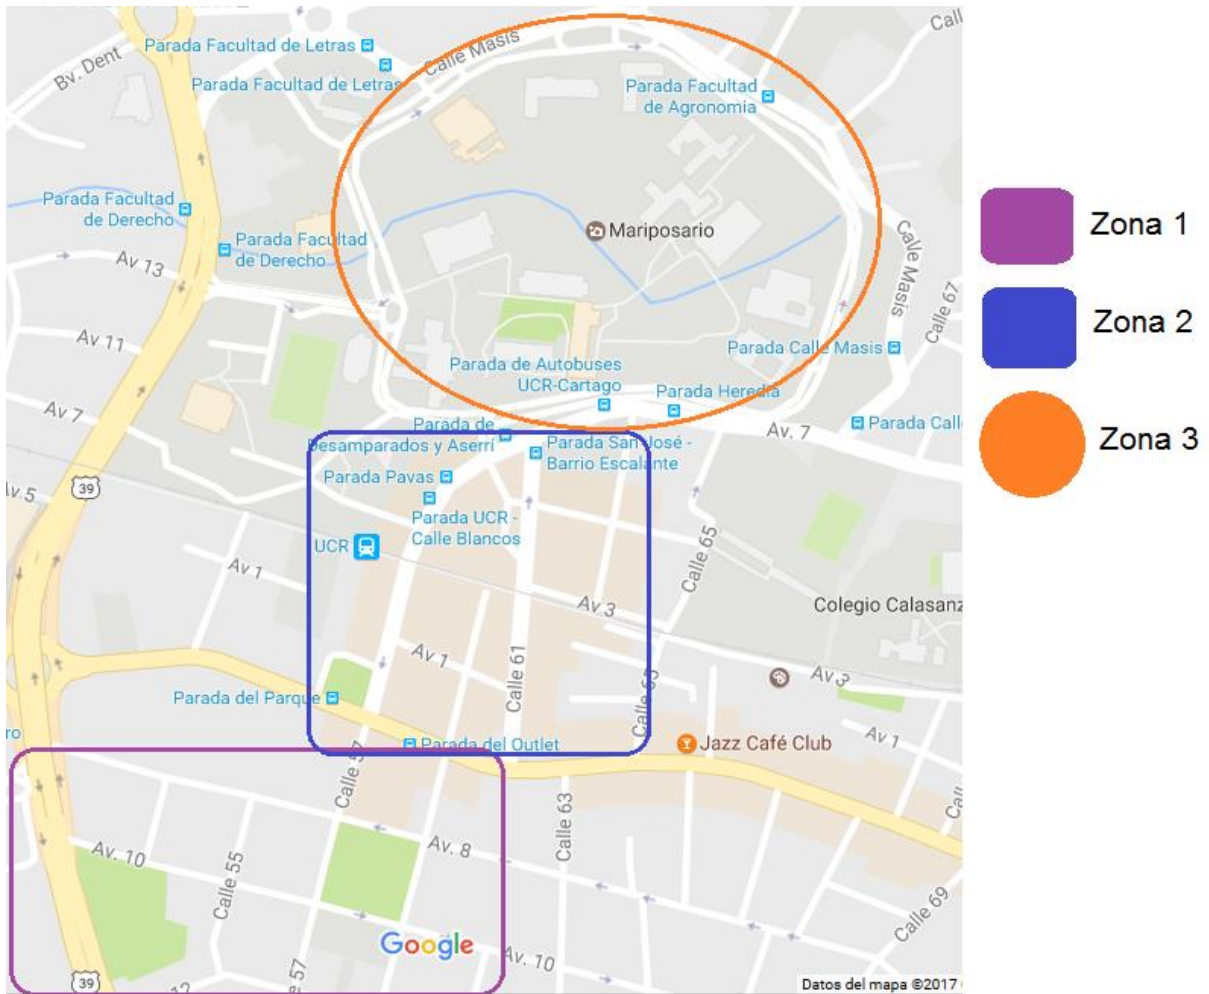 Calle Masis
Cal
Parada Facultad de Letras
Bv. Dent
Parada Facultad de Letras
Parada Facultad
de Agronomia
Parada Facultad
de Derecho
Parada Facultad
de Derecho
Mariposario
Calle Masis
Zona 1
Av 13
Calle 67
Zona 2
Av 11
Parada Calle Masis
Parada de Autobuses
UCR-Cartago
Parada Heredia
Av 7
Parada de
Desamparados y Aserrí
Av. 7
Parada Call
Zona 3
Parada San José -
Barrio Escalante
Parada Pavas
Av 5
39
Parada UCR -
Calle Blancos
UCR
Calle 65
Av 1
Av 3
Colegio Calasanz
Av 1
Calle 61
Av 3
Parada del Parque
Calle 65
ro
Parada del Outlet
Jazz Café Club
Av 1
Calle 57
Calle 63
Cal
Av. 10
Av. 8
Calle 55
Calle 69
Google
Av. 10
e 57
39
12
Datos del mapa ©2017